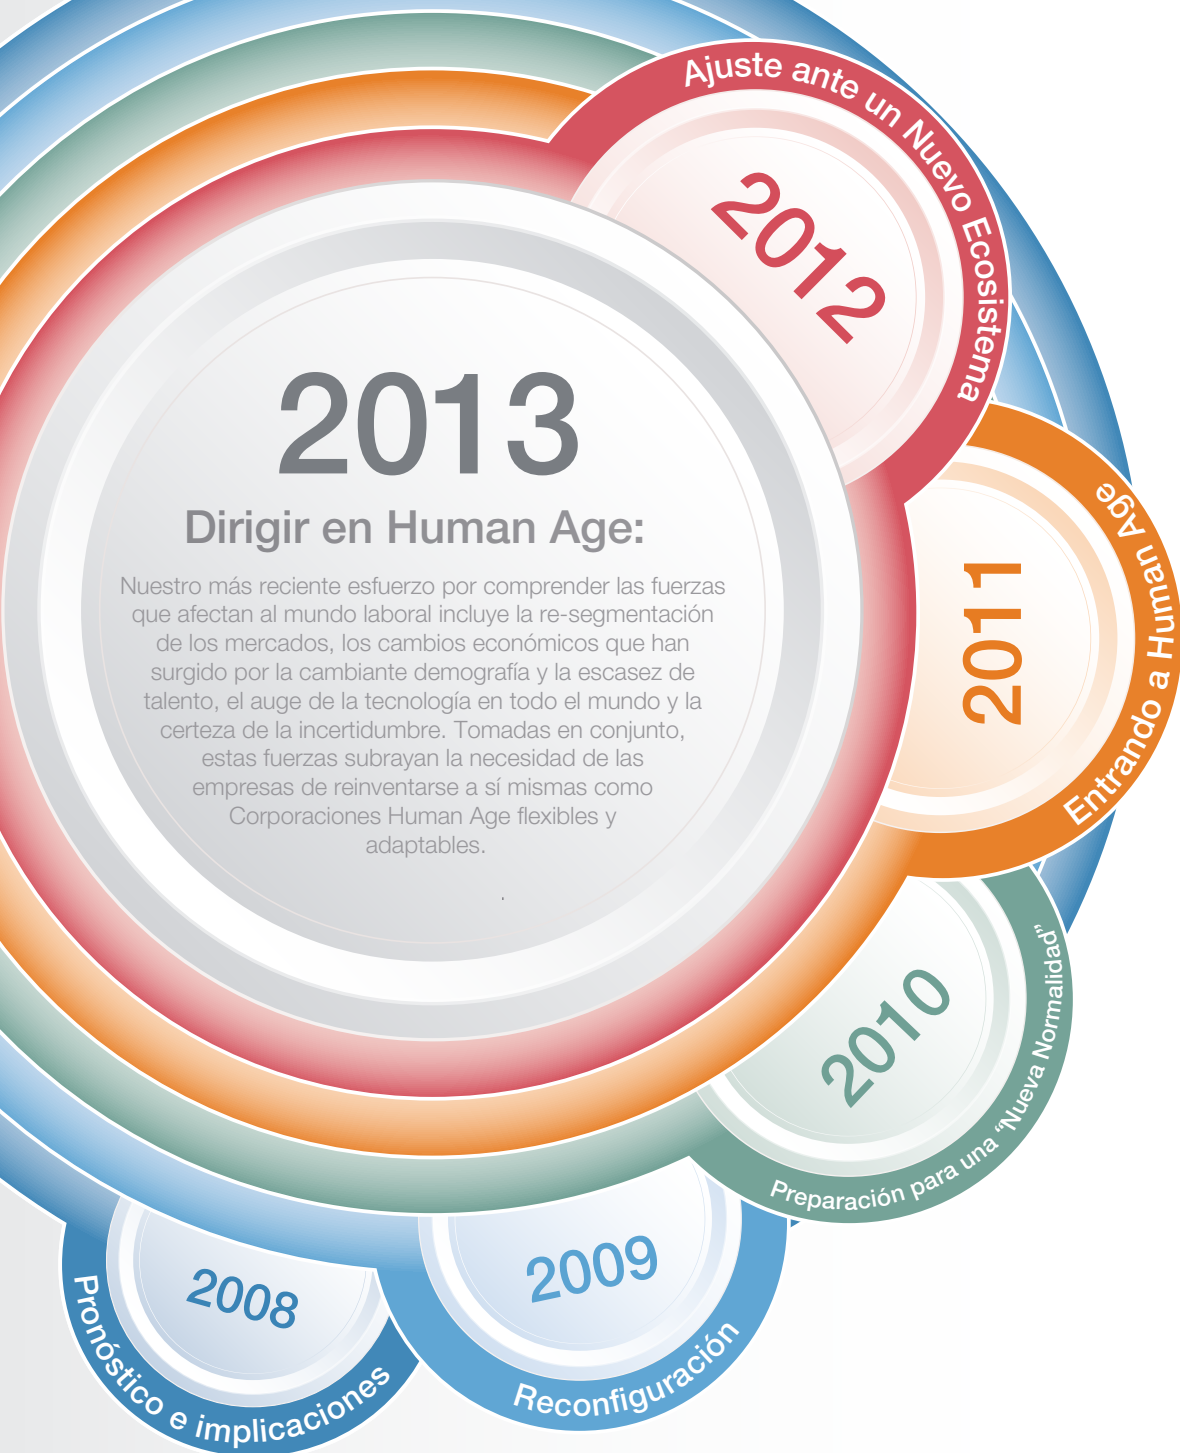 2013
Dirigir en Human Age:
Nuestro más reciente esfuerzo por comprender las fuerzas
que afectan al mundo laboral incluye la re-segmentación
de los mercados, los cambios económicos que han
surgido por la cambiante demografía y la escasez de
talento, el auge de la tecnología en todo el mundo y la
certeza de la incertidumbre. Tomadas en conjunto,
estas fuerzas subrayan la necesidad de las
empresas de reinventarse a sí mismas como
Corporaciones Human Age flexibles y
adaptables.
.
Ajuste ante un Nuevo Ecosistema
2012
Entrando a Human Age
2011
Preparación para una “Nueva Normalidad”
2010
Reconfiguración
2009
Pronóstico e implicaciones
2008